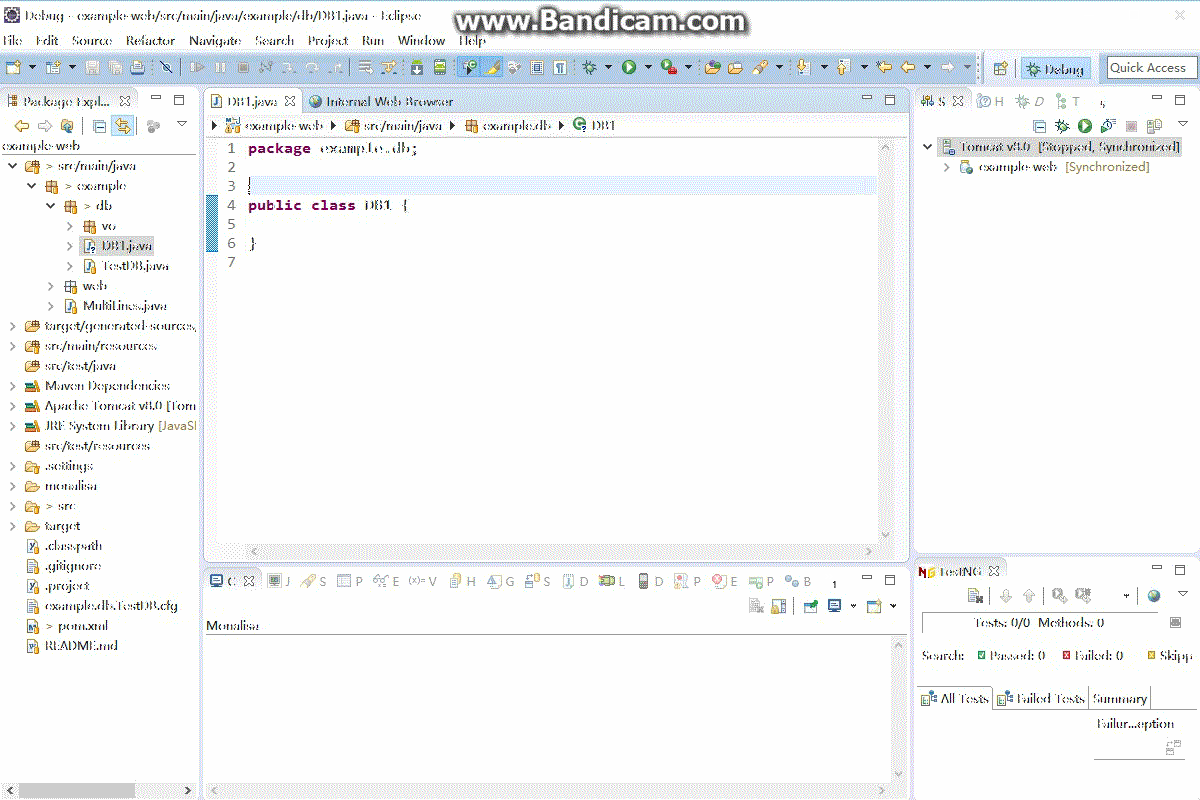 Debug - example-web/src/main/java/example/db/DB1.java - Eclipse
www.Bandicam.com
File Edit Source Refactor Navigate Search Project Run Window Help
Debug
Quick Access
Package Expl...
example-web
> src/main/java
> example
> db
vo
DB1.java
TestDB.java
web
MultiLines.java
target/generated-sources,
src/main/resources
src/test/java
Maven Dependencies
Apache Tomcat v8.0 [Tom
JRE System Library [JavaSI
src/test/resources
.settings
monalisa
> src
target
.classpath
.gitignore
.project
example.db.TestDB.cfg
> pom.xml
README.md
DB1.java
Internal Web Browser
example-web
src/main/java
example.db
DB1
1 package example.db;
2
3
4 public class DB1 {
5
6 }
7
C J S P E (x)= V H G S D L D P E P B 1
Monalisa
S H D T
Tomcat v8.0 [Stopped, Synchronized]
example-web [Synchronized]
TestNG
Tests: 0/0 Methods: 0
Search: Passed: 0 Failed: 0 Skipp
All Tests Failed Tests Summary
Failur...eption